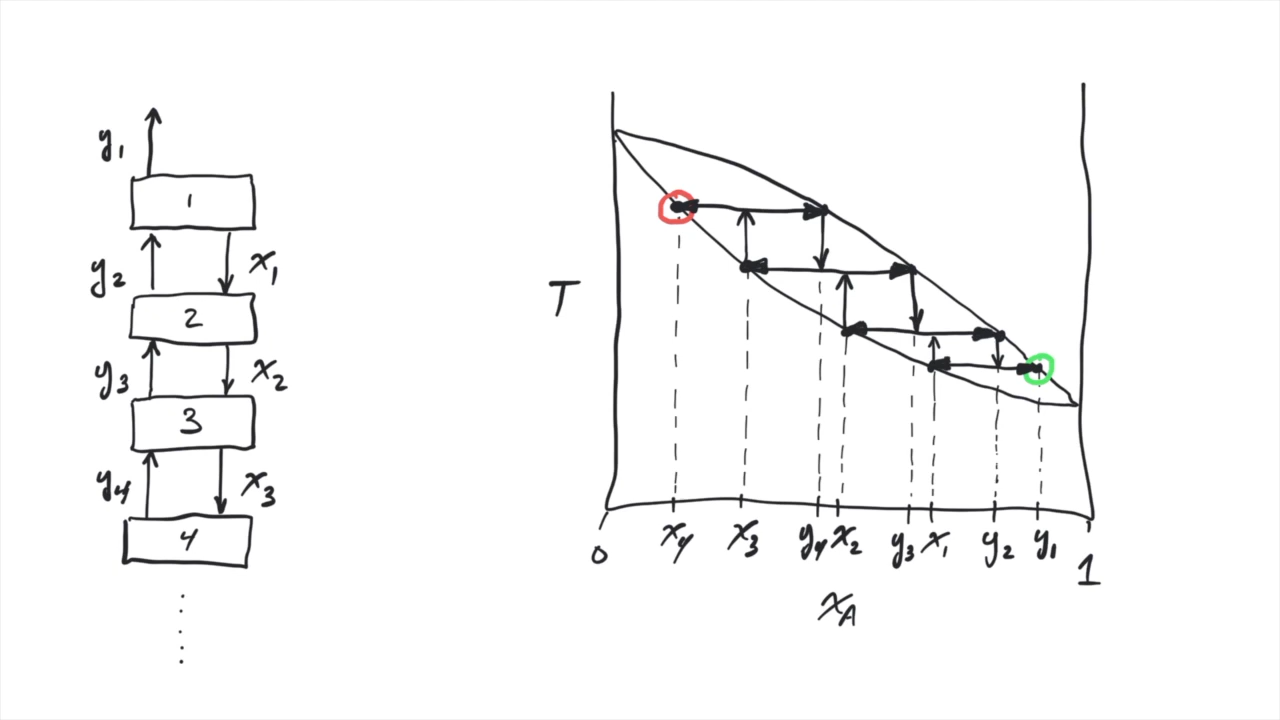 y₁
1
y₂ x₁
2
y₃ x₂
3
y₄ x₃
4
T
0 x₄ x₃ y₄ x₂ y₃ x₁ y₂ y₁ 1
x_A